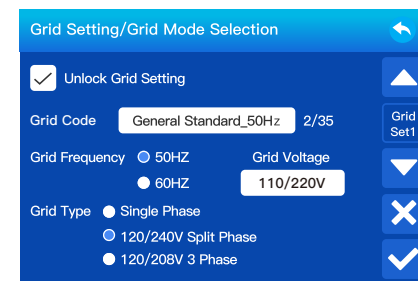 Grid Setting/Grid Mode Selection
Unlock Grid Setting
Grid Code General Standard_50Hz 2/35
Grid Set1
Grid Frequency 50HZ Grid Voltage
60HZ 110/220V
Grid Type Single Phase
120/240V Split Phase
120/208V 3 Phase